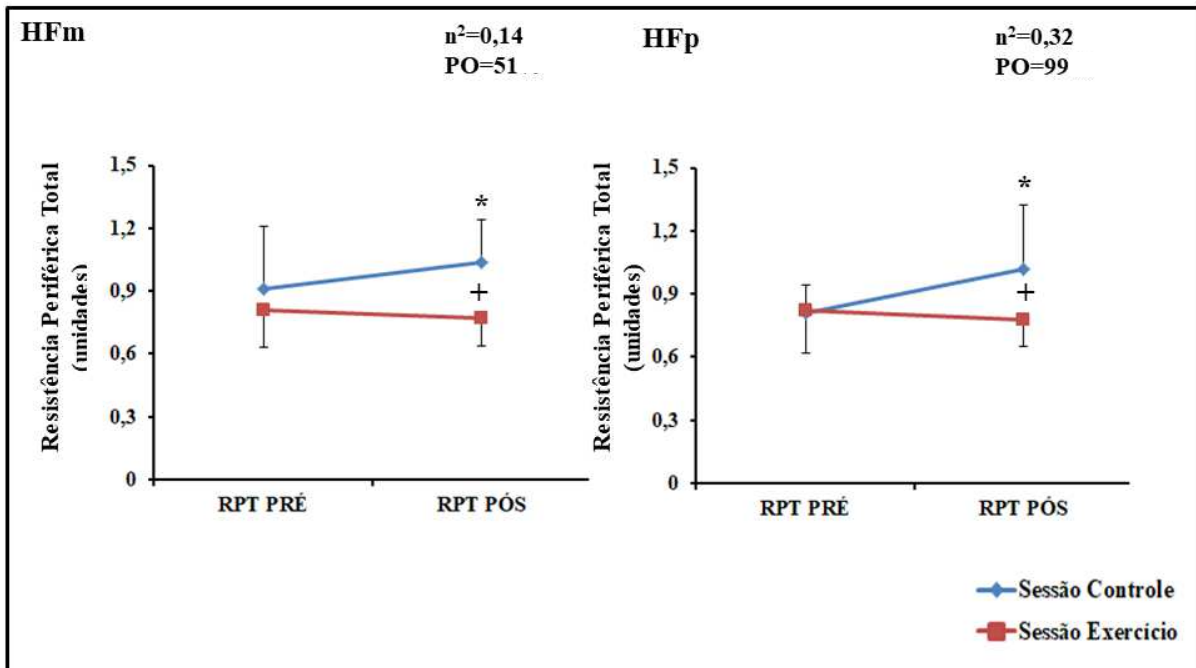 HFm
n²=0,14
PO=51
Resistência Periférica Total
(unidades)
1,5
1,2
0,9
0,6
0,3
0
*
+
RPT PRÉ
RPT PÓS
HFp
n²=0,32
PO=99
Resistência Periférica Total
(unidades)
1,5
1,2
0,9
0,6
0,3
0
*
+
RPT PRÉ
RPT PÓS
Sessão Controle
Sessão Exercício